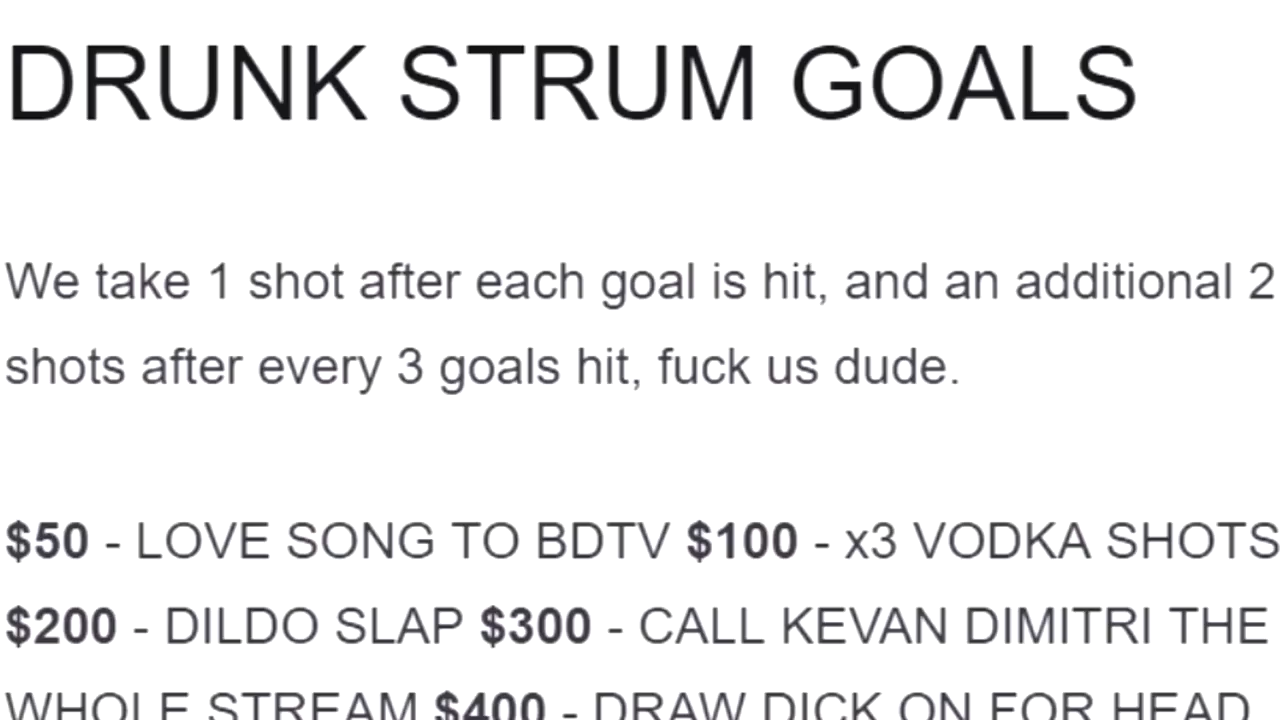 DRUNK STRUM GOALS
We take 1 shot after each goal is hit, and an additional 2
shots after every 3 goals hit, fuck us dude.
$50 - LOVE SONG TO BDTV $100 - x3 VODKA SHOTS
$200 - DILDO SLAP $300 - CALL KEVAN DIMITRI THE
WHOLE STREAM $400 - DRAW DICK ON FOR HEAD